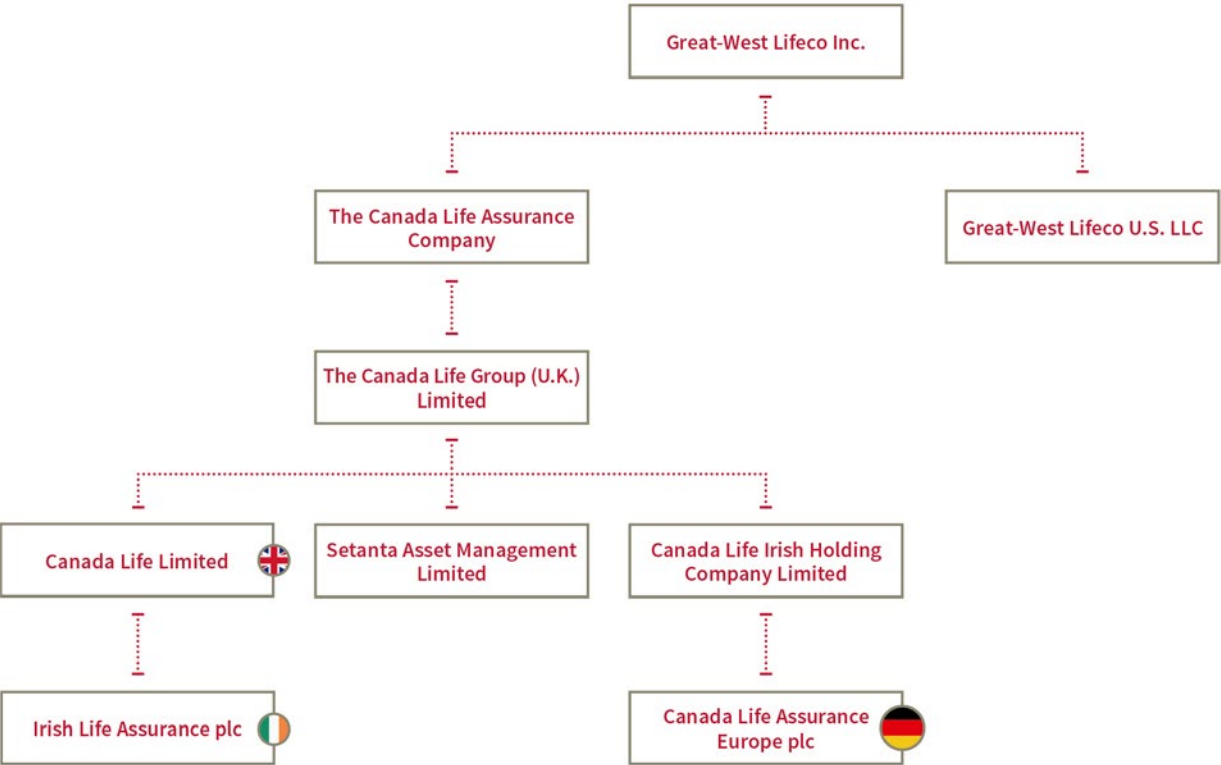 Great-West Lifeco Inc.
The Canada Life Assurance
Company
Great-West Lifeco U.S. LLC
The Canada Life Group (U.K.)
Limited
Canada Life Limited
Setanta Asset Management
Limited
Canada Life Irish Holding
Company Limited
Irish Life Assurance plc
Canada Life Assurance
Europe plc